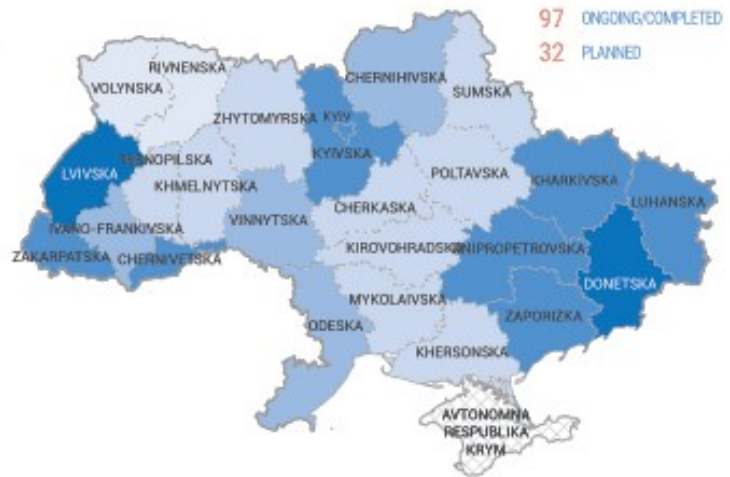 97 ONGOING/COMPLETED
32 PLANNED
RIVNENSKA
VOLYNSKA
CHERNIHIVSKA
SUMSKA
ZHYTOMYRSKA
KYIV
KYIVSKA
TERNOPILSKA
LVIVSKA
KHMELNYTSKA
POLTAVSKA
KHARKIVSKA
LUHANSKA
CHERKASKA
VINNYTSKA
IVANO-FRANKIVSKA
KIROVOHRADSKA
DNIPROPETROVSKA
ZAKARPATSKA
CHERNIVETSKA
DONETSKA
MYKOLAIVSKA
ODESKA
ZAPORIZKA
KHERSONSKA
AVTONOMNA
RESPUBLIKA
KRYM